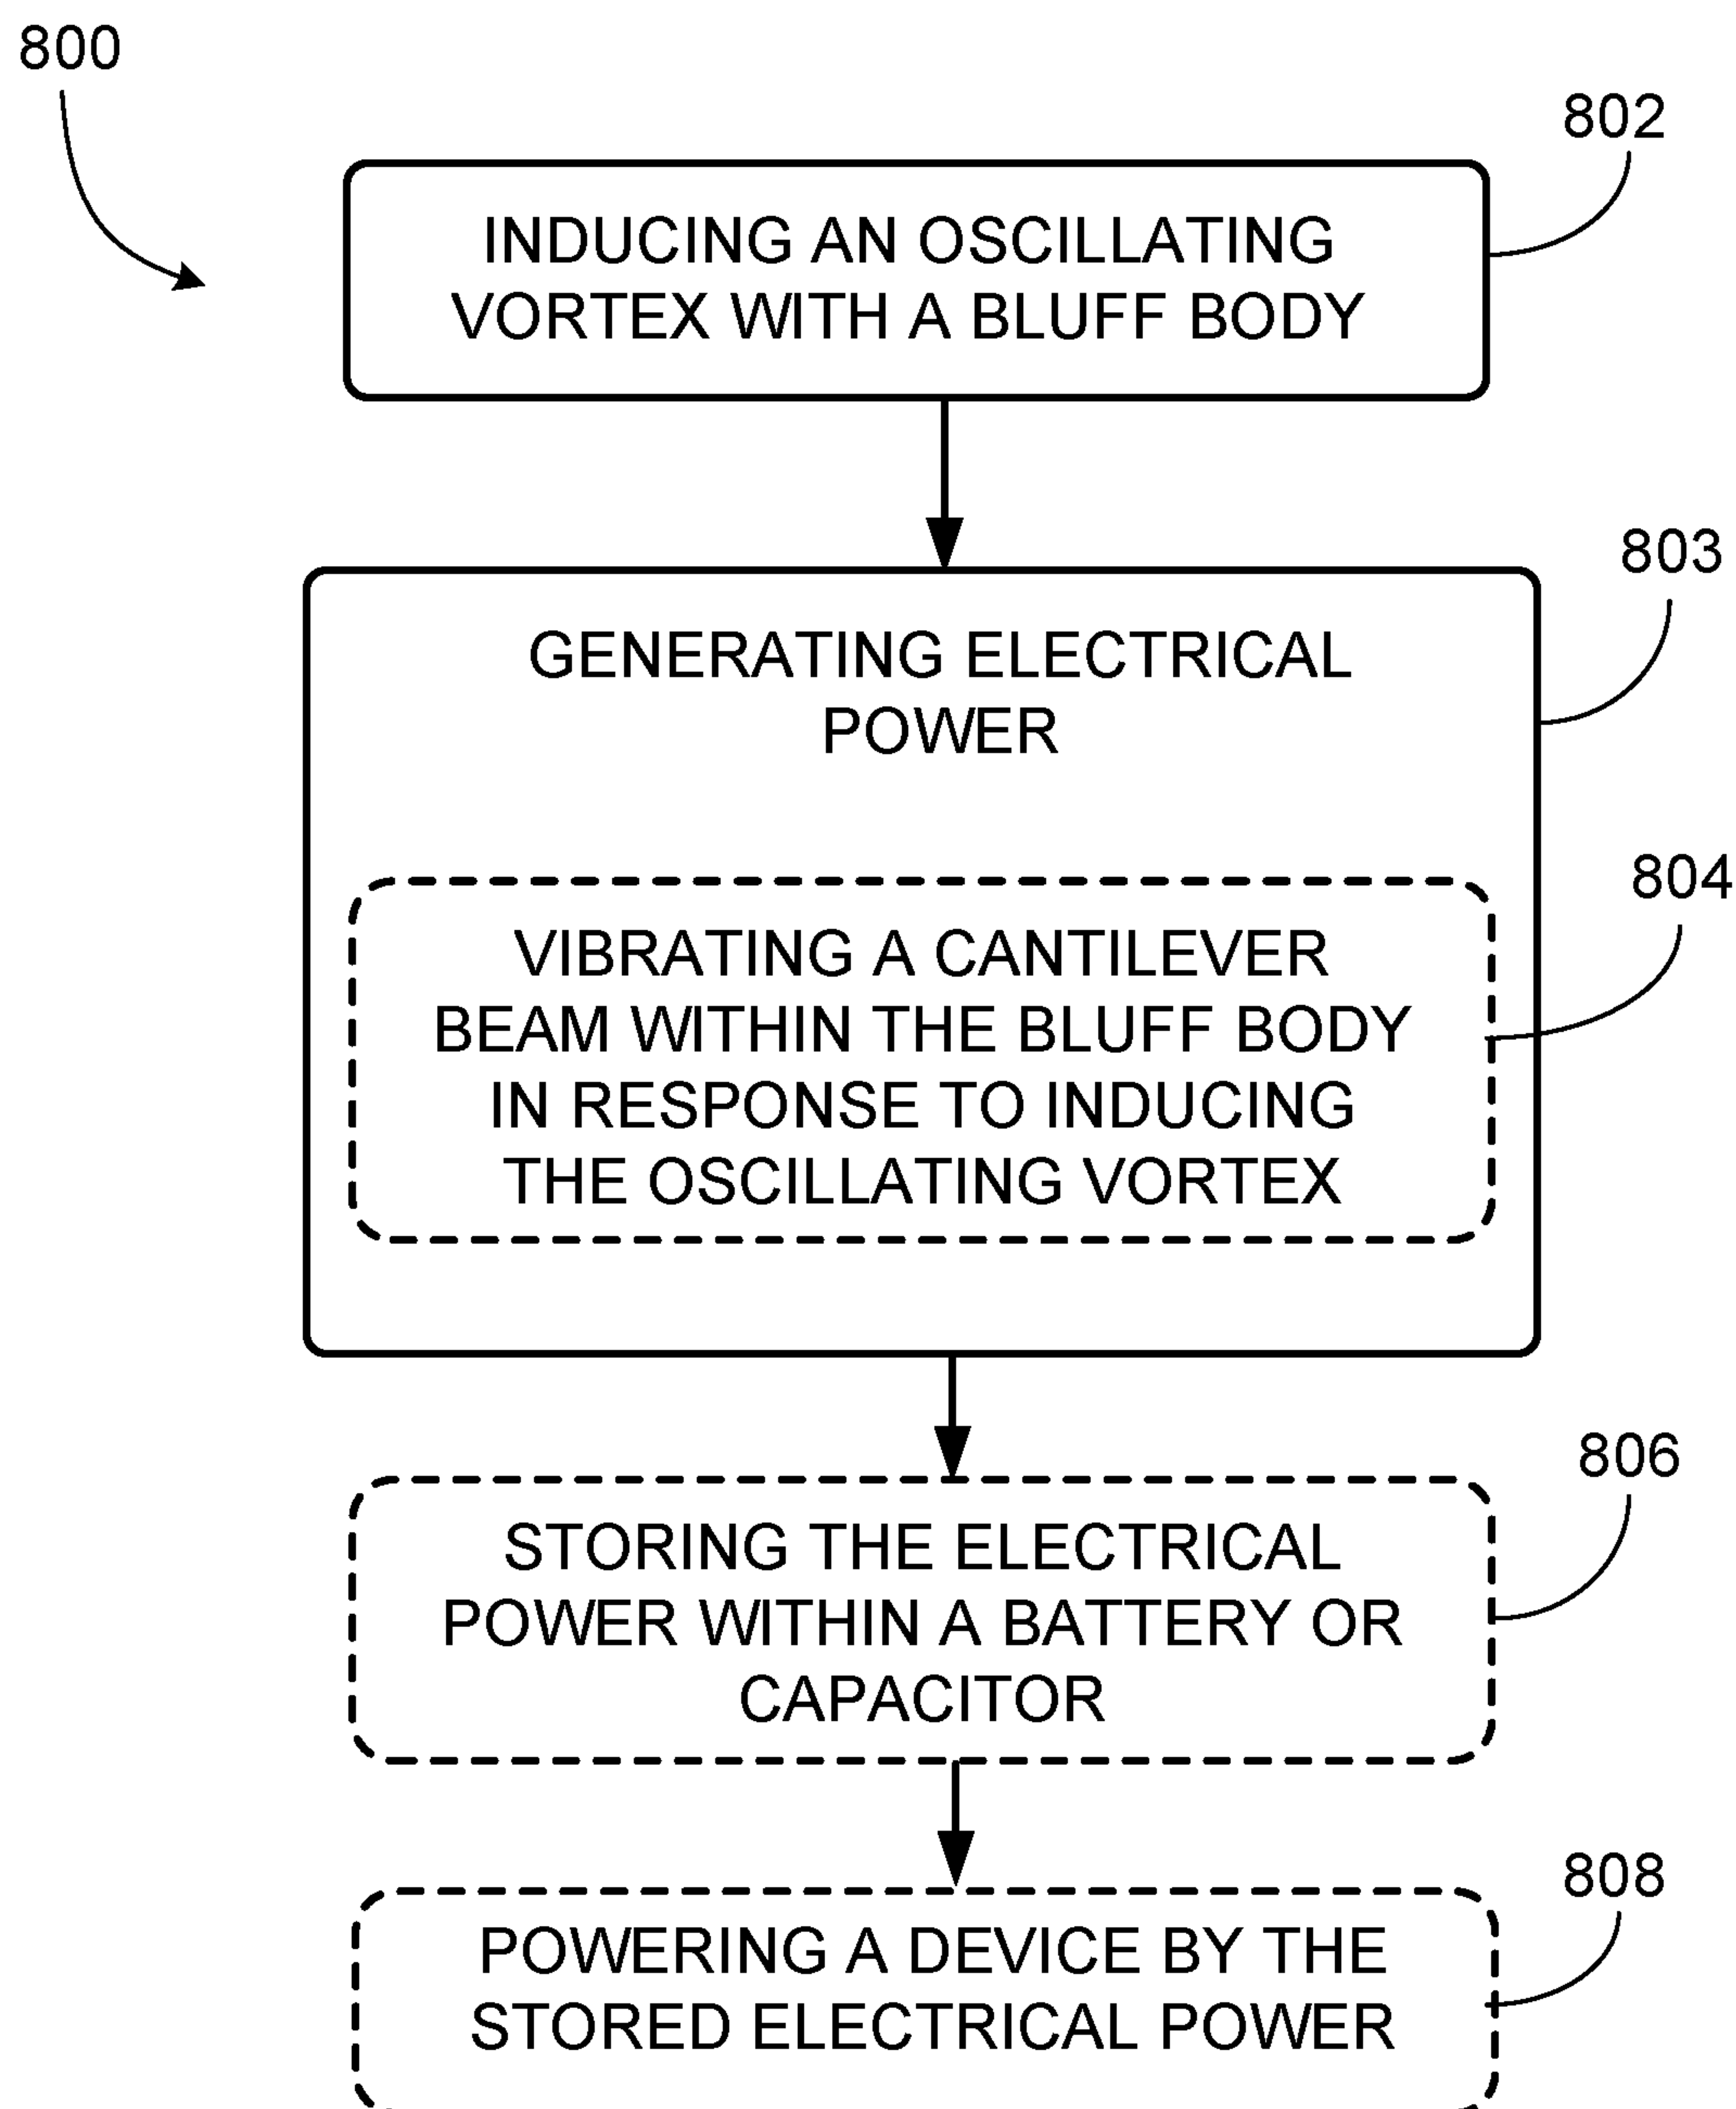 800
802
INDUCING AN OSCILLATING
VORTEX WITH A BLUFF BODY
803
GENERATING ELECTRICAL
POWER
804
VIBRATING A CANTILEVER
BEAM WITHIN THE BLUFF BODY
IN RESPONSE TO INDUCING
THE OSCILLATING VORTEX
806
STORING THE ELECTRICAL
POWER WITHIN A BATTERY OR
CAPACITOR
808
POWERING A DEVICE BY THE
STORED ELECTRICAL POWER